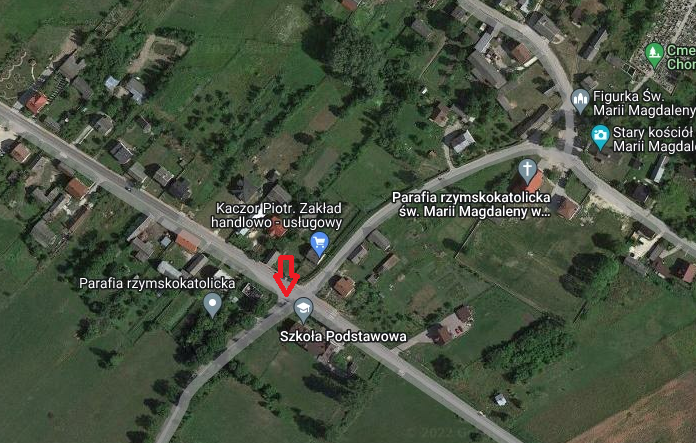 Cme
Chor
Figurka Św.
Marii Magdaleny
Stary kościół
Marii Magdale
Parafia rzymskokatolicka
św. Marii Magdaleny w...
Kaczor Piotr. Zakład
handlowo - usługowy
Parafia rzymskokatolicka
Szkoła Podstawowa